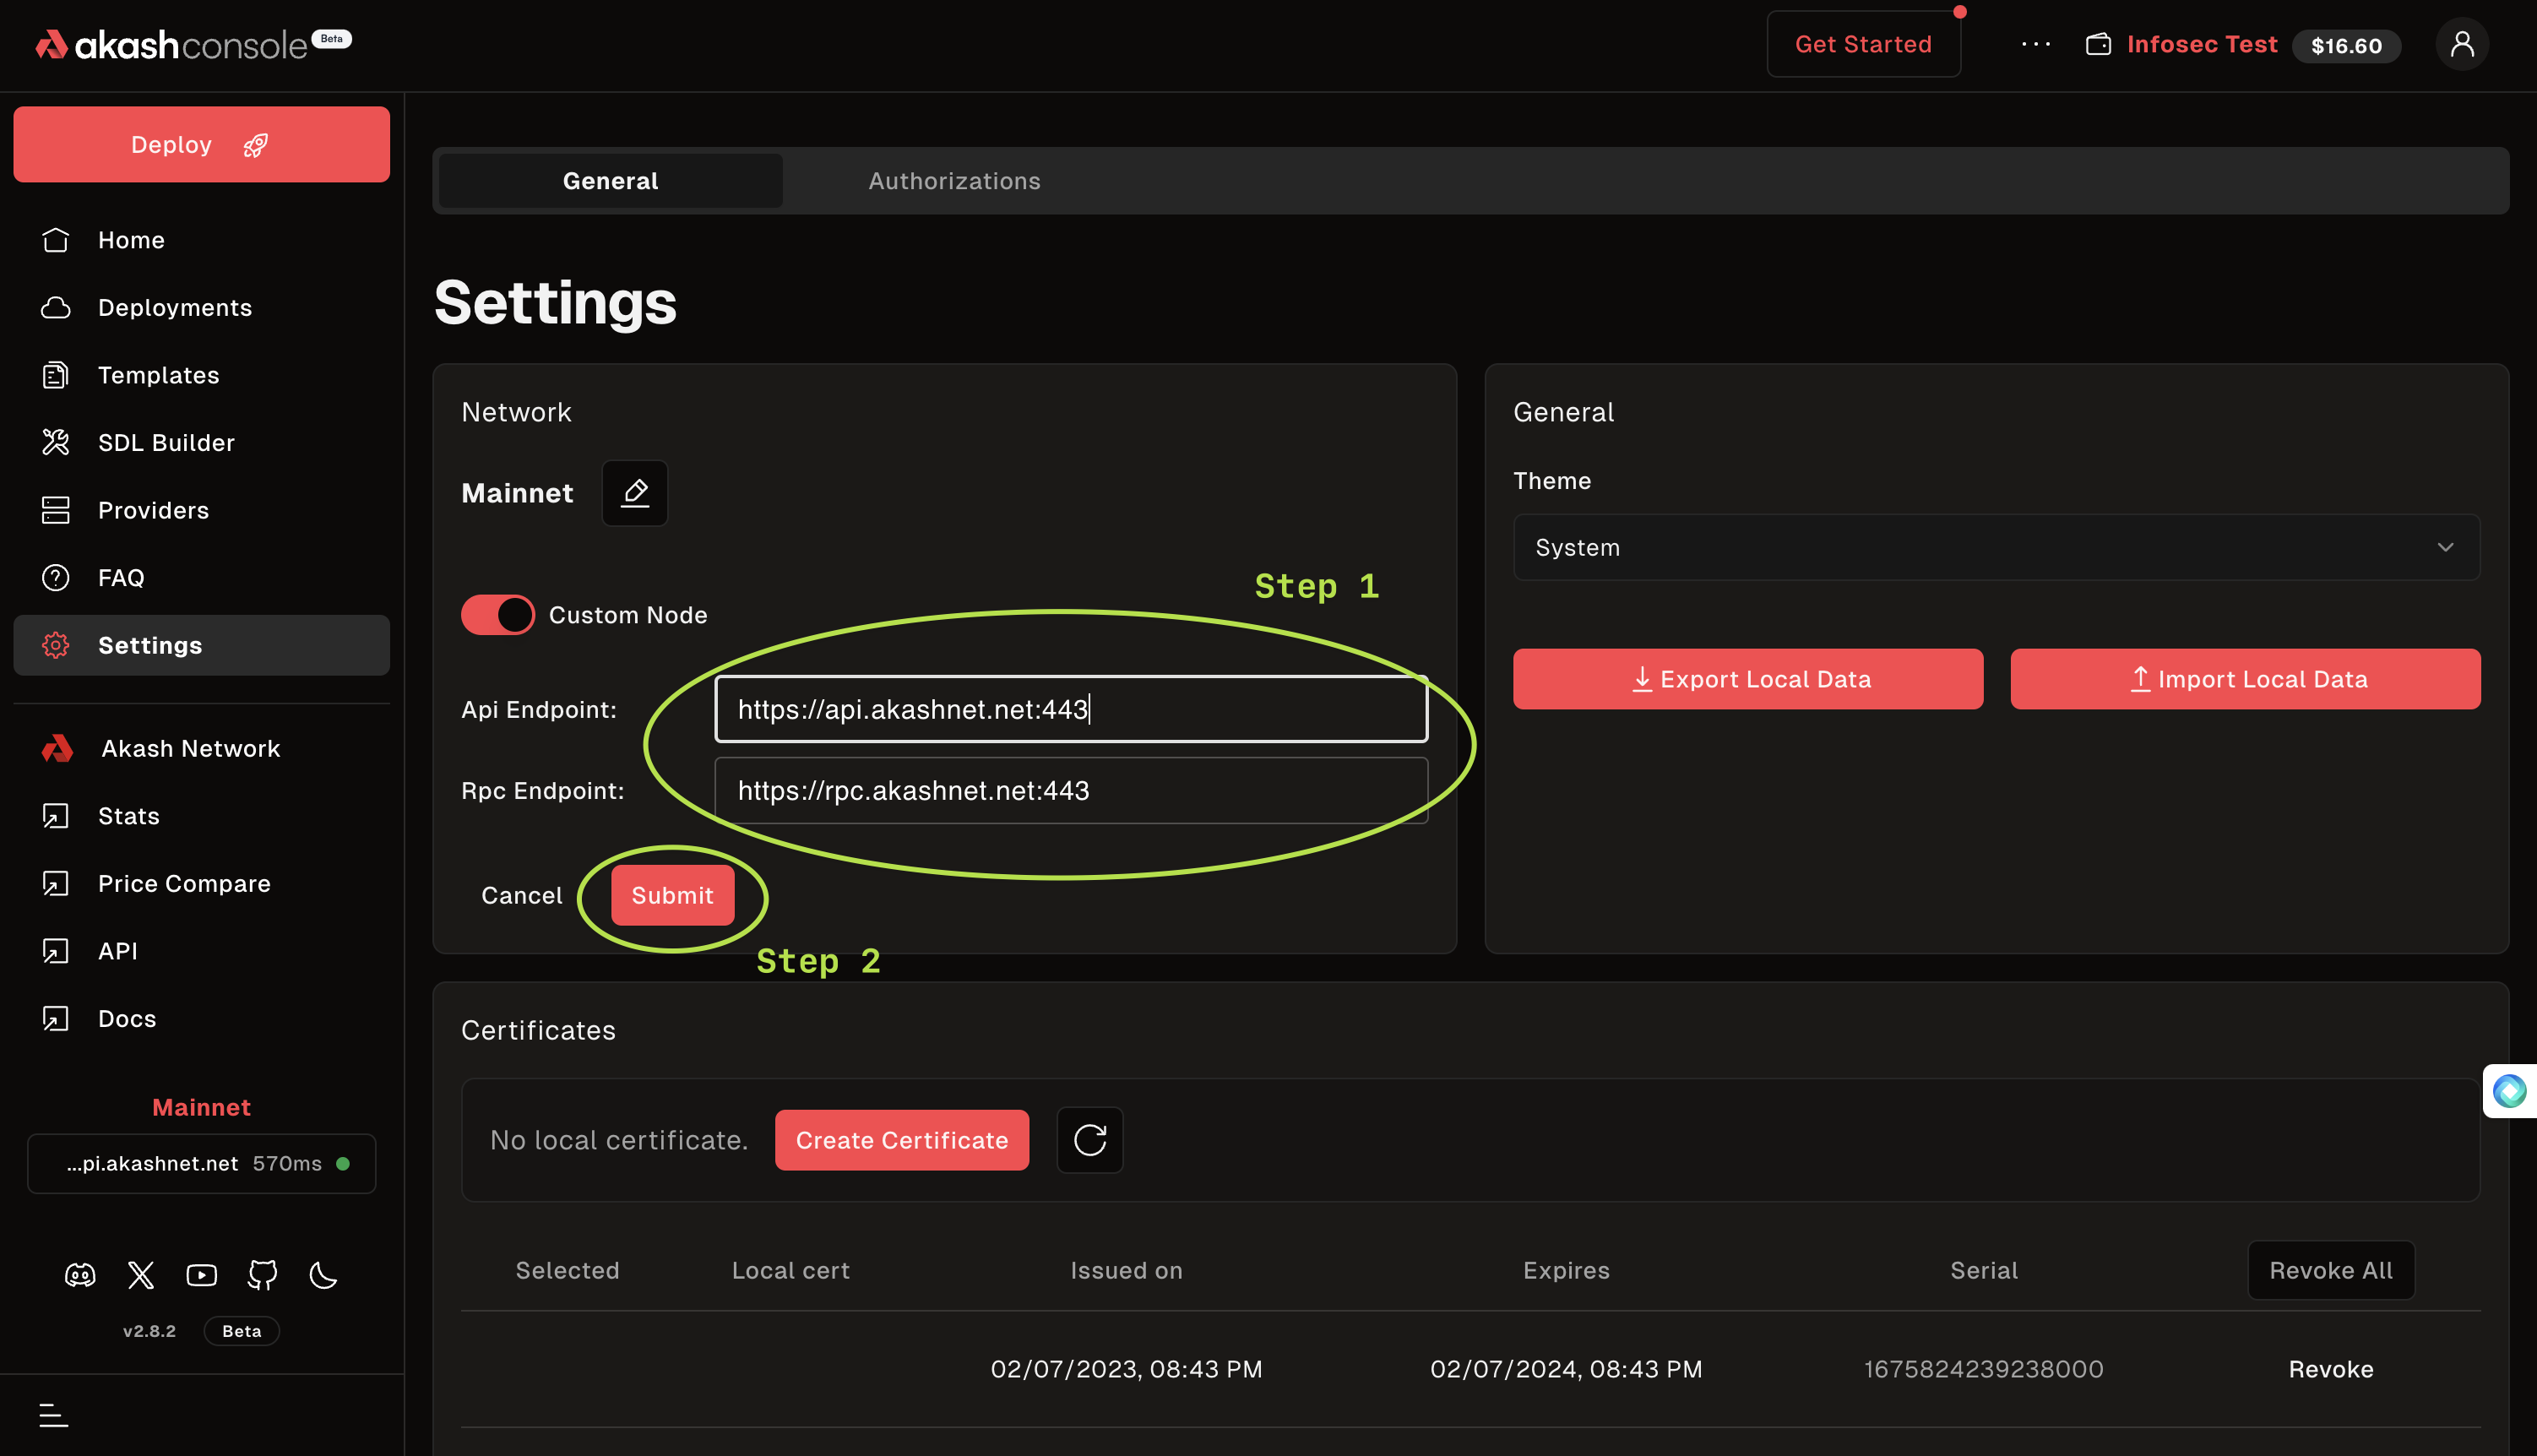 akashconsole Beta
Get Started
... Infosec Test $16.60
Deploy
Home
Deployments
Templates
SDL Builder
Providers
FAQ
Settings
Akash Network
Stats
Price Compare
API
Docs
Mainnet
...pi.akashnet.net 570ms
v2.8.2 Beta
General Authorizations
Settings
Network
Mainnet
Custom Node
Step 1
Api Endpoint: https://api.akashnet.net:443
Rpc Endpoint: https://rpc.akashnet.net:443
Cancel Submit
Step 2
General
Theme
System
Export Local Data Import Local Data
Certificates
No local certificate. Create Certificate
Selected Local cert Issued on Expires Serial Revoke All
02/07/2023, 08:43 PM 02/07/2024, 08:43 PM 1675824239238000 Revoke